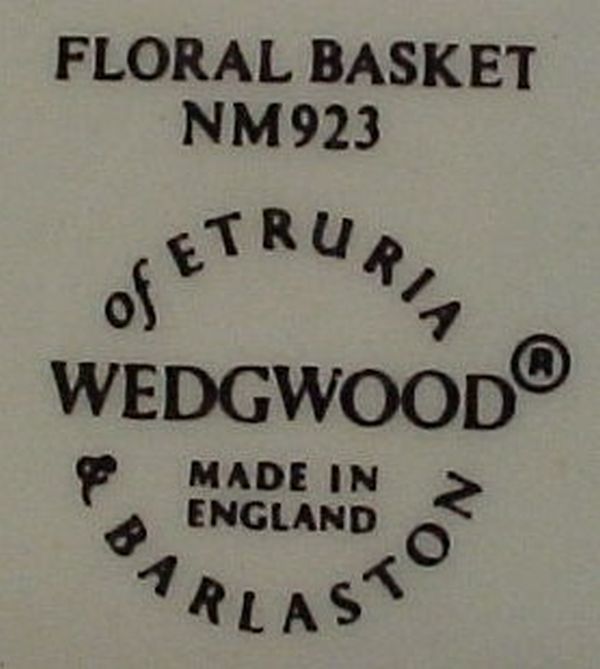 FLORAL BASKET
NM923
of ETRURIA
WEDGWOOD®
MADE IN
ENGLAND
& BARLASTON